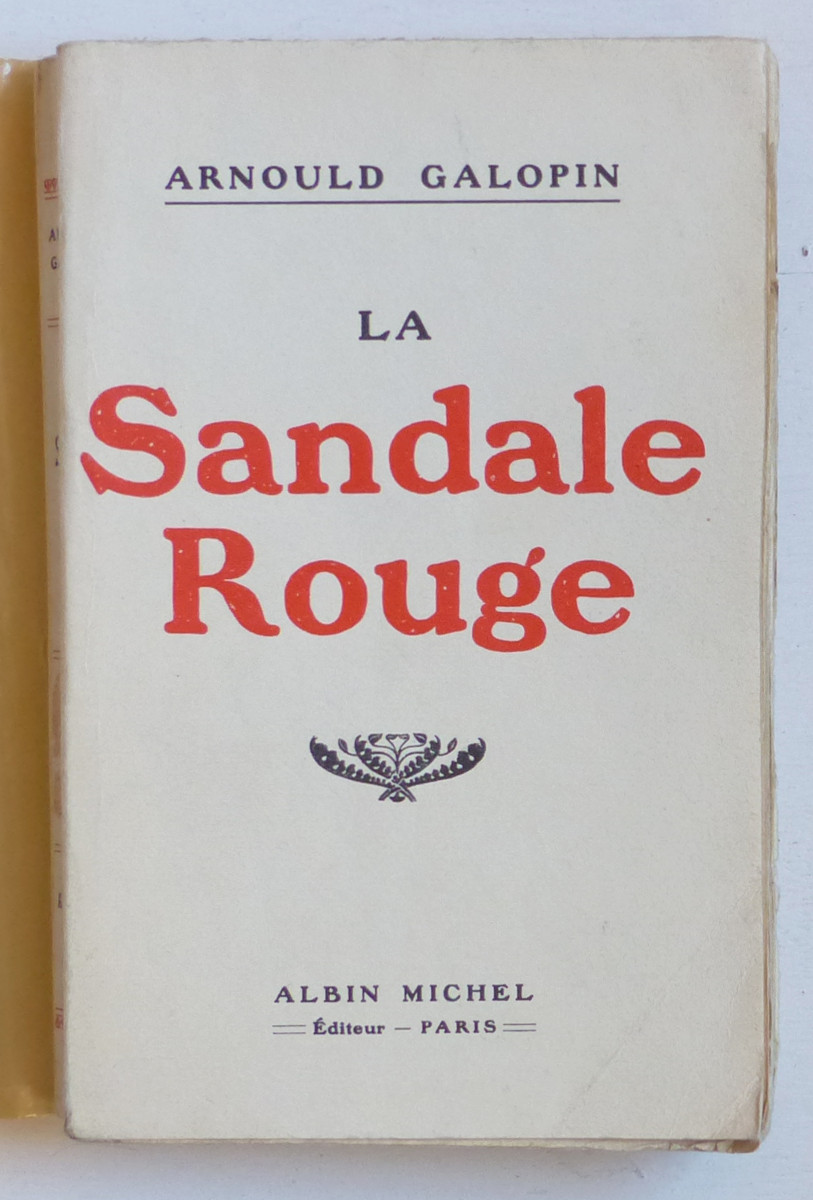 ARNOULD GALOPIN
LA
Sandale
Rouge
ALBIN MICHEL
Éditeur — PARIS